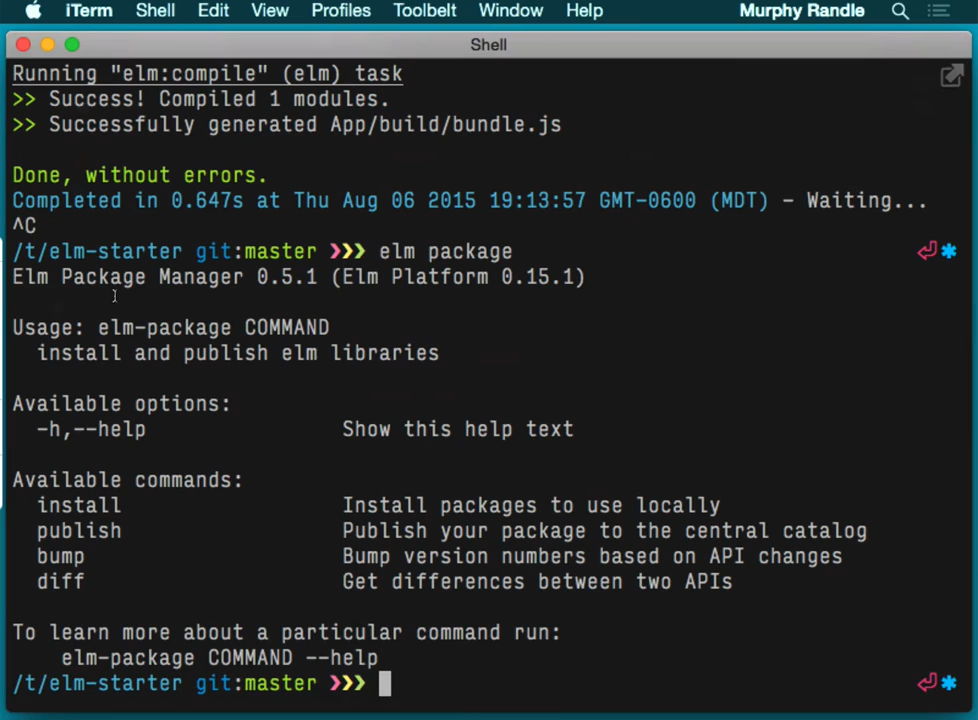 iTerm Shell Edit View Profiles Toolbelt Window Help Murphy Randle
Shell
Running "elm:compile" (elm) task
>> Success! Compiled 1 modules.
>> Successfully generated App/build/bundle.js
Done, without errors.
Completed in 0.647s at Thu Aug 06 2015 19:13:57 GMT-0600 (MDT) - Waiting...
^C
/t/elm-starter git:master ❯❯❯ elm package
Elm Package Manager 0.5.1 (Elm Platform 0.15.1)
Usage: elm-package COMMAND
install and publish elm libraries
Available options:
-h,--help Show this help text
Available commands:
install Install packages to use locally
publish Publish your package to the central catalog
bump Bump version numbers based on API changes
diff Get differences between two APIs
To learn more about a particular command run:
elm-package COMMAND --help
/t/elm-starter git:master ❯❯❯